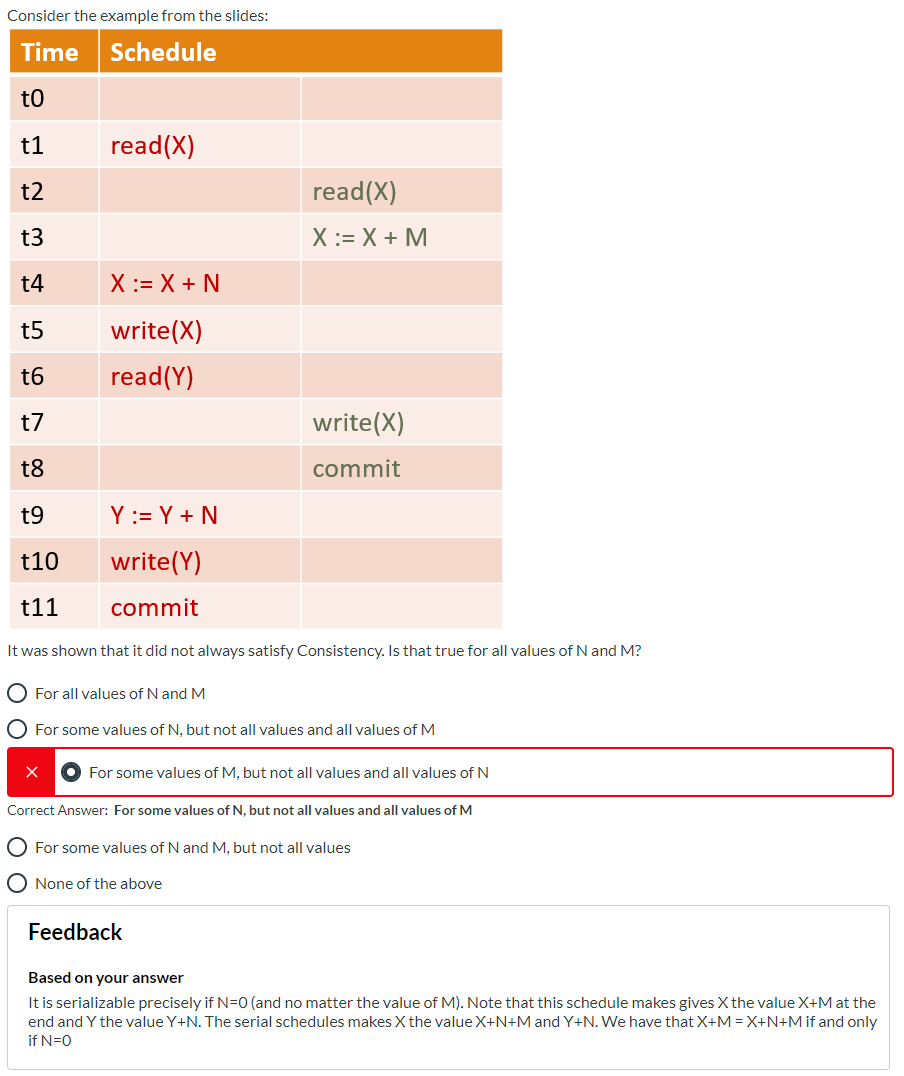 Consider the example from the slides:
Time Schedule
t0
t1 read(X)
t2 read(X)
t3 X := X + M
t4 X := X + N
t5 write(X)
t6 read(Y)
t7 write(X)
t8 commit
t9 Y := Y + N
t10 write(Y)
t11 commit
It was shown that it did not always satisfy Consistency. Is that true for all values of N and M?
For all values of N and M
For some values of N, but not all values and all values of M
For some values of M, but not all values and all values of N
Correct Answer: For some values of N, but not all values and all values of M
For some values of N and M, but not all values
None of the above
Feedback
Based on your answer
It is serializable precisely if N=0 (and no matter the value of M). Note that this schedule makes gives X the value X+M at the
end and Y the value Y+N. The serial schedules makes X the value X+N+M and Y+N. We have that X+M = X+N+M if and only
if N=0